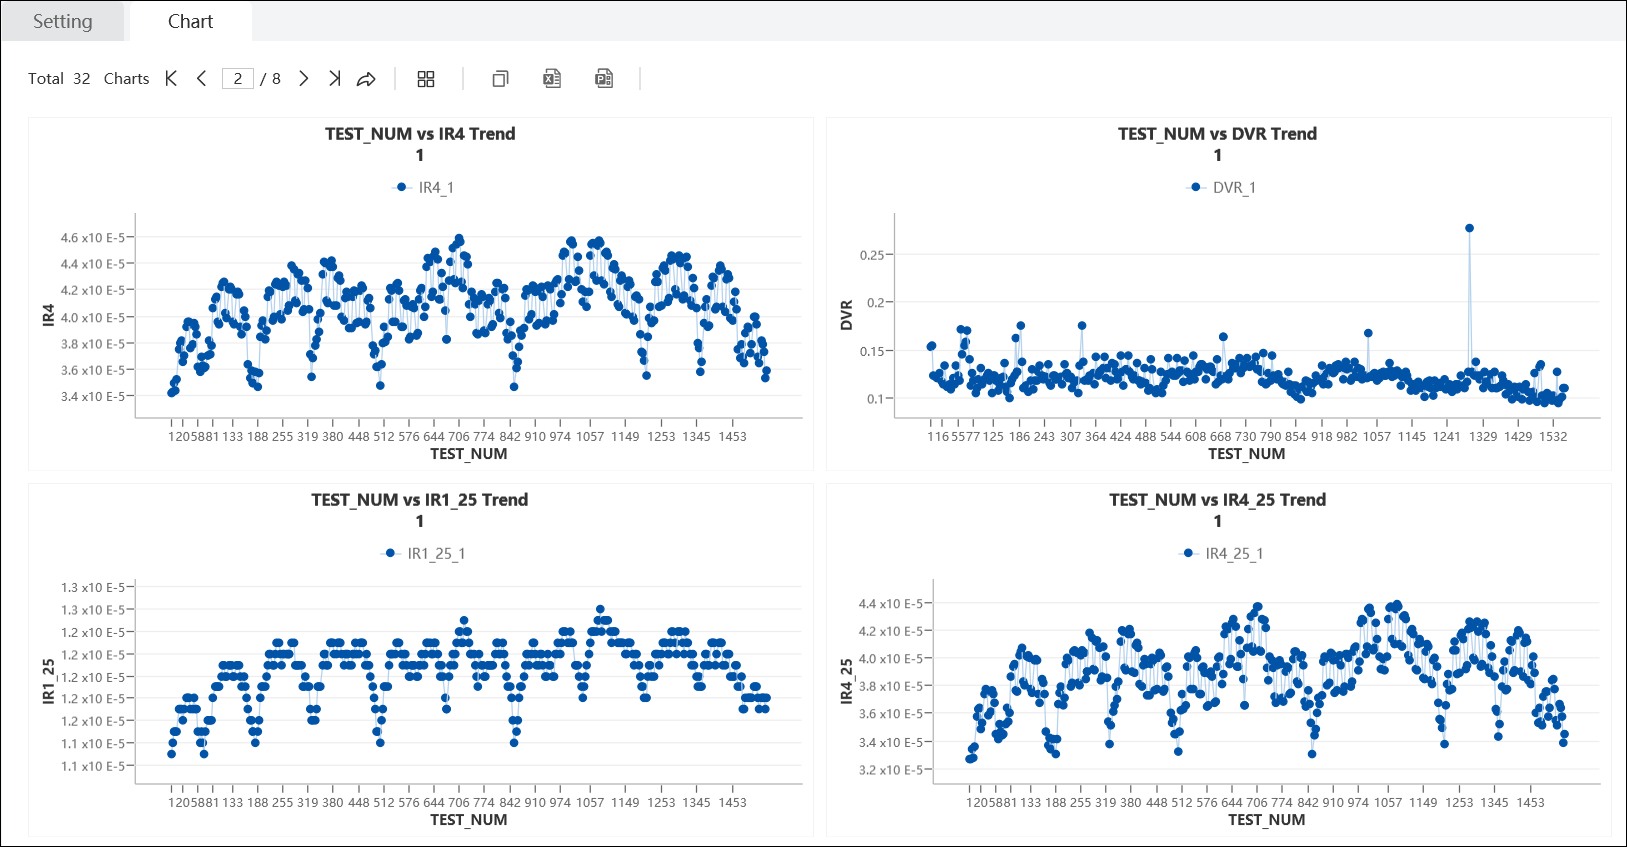 Setting Chart
Total 32 Charts 2 / 8
TEST_NUM vs IR4 Trend
1
IR4_1
IR4
4.6 x10 E-5
4.4 x10 E-5
4.2 x10 E-5
4.0 x10 E-5
3.8 x10 E-5
3.6 x10 E-5
3.4 x10 E-5
1205881 133 188 255 319 380 448 512 576 644 706 774 842 910 974 1057 1149 1253 1345 1453
TEST_NUM
TEST_NUM vs DVR Trend
1
DVR_1
DVR
0.25
0.2
0.15
0.1
116 5577 125 186 243 307 364 424 488 544 608 668 730 790 854 918 982 1057 1145 1241 1329 1429 1532
TEST_NUM
TEST_NUM vs IR1_25 Trend
1
IR1_25_1
IR1_25
1.3 x10 E-5
1.3 x10 E-5
1.2 x10 E-5
1.2 x10 E-5
1.2 x10 E-5
1.2 x10 E-5
1.2 x10 E-5
1.1 x10 E-5
1.1 x10 E-5
1205881 133 188 255 319 380 448 512 576 644 706 774 842 910 974 1057 1149 1253 1345 1453
TEST_NUM
TEST_NUM vs IR4_25 Trend
1
IR4_25_1
IR4_25
4.4 x10 E-5
4.2 x10 E-5
4.0 x10 E-5
3.8 x10 E-5
3.6 x10 E-5
3.4 x10 E-5
3.2 x10 E-5
1205881 133 188 255 319 380 448 512 576 644 706 774 842 910 974 1057 1149 1253 1345 1453
TEST_NUM